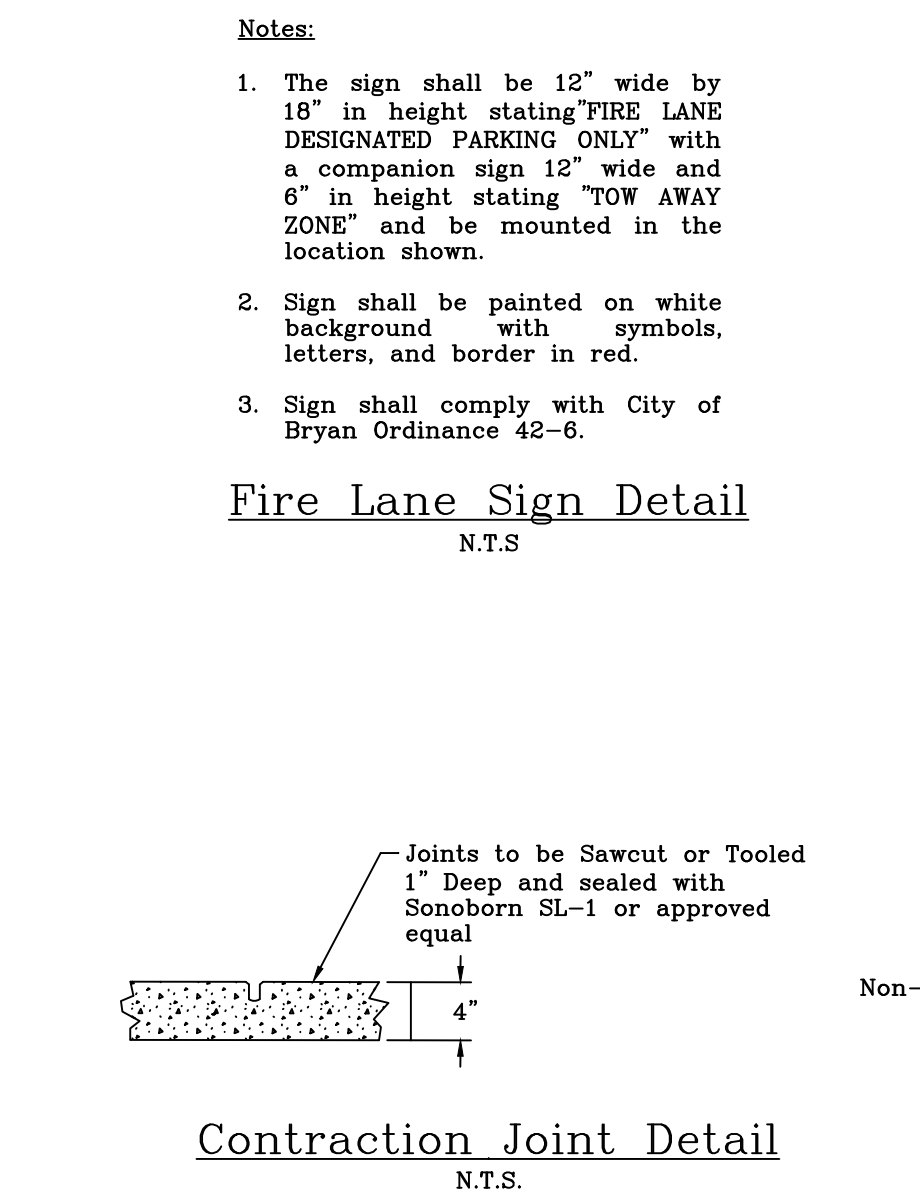 Notes:
1. The sign shall be 12" wide by
18" in height stating"FIRE LANE
DESIGNATED PARKING ONLY" with
a companion sign 12" wide and
6" in height stating "TOW AWAY
ZONE" and be mounted in the
location shown.
2. Sign shall be painted on white
background with symbols,
letters, and border in red.
3. Sign shall comply with City of
Bryan Ordinance 42-6.
Fire Lane Sign Detail
N.T.S
Joints to be Sawcut or Tooled
1" Deep and sealed with
Sonoborn SL-1 or approved
equal
4"
Non-
Contraction Joint Detail
N.T.S.